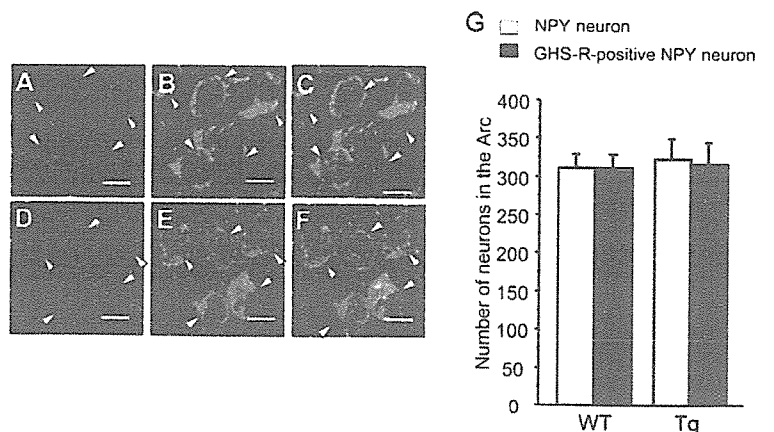 G
NPY neuron
GHS-R-positive NPY neuron
A
B
C
D
E
F
Number of neurons in the Arc
400
350
300
250
200
150
100
50
0
WT
Tg